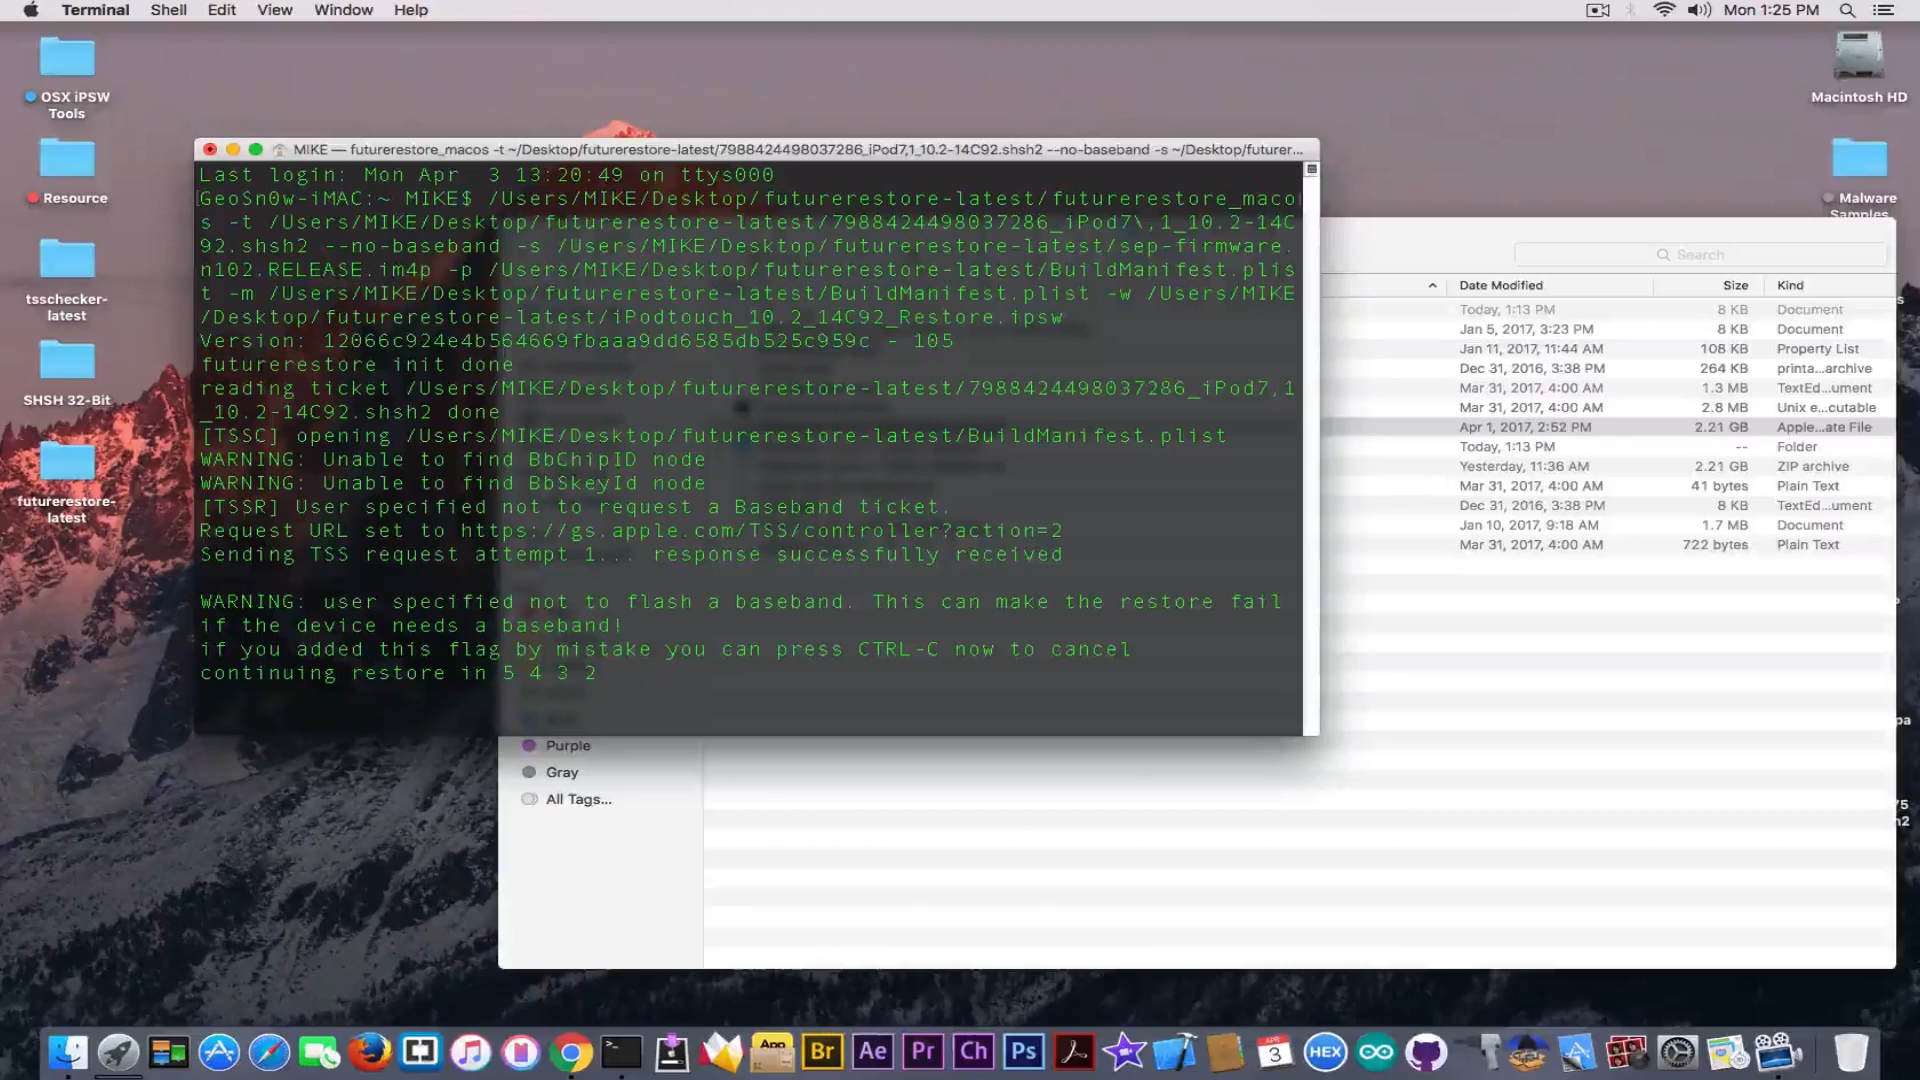 Terminal Shell Edit View Window Help
Mon 1:25 PM
OSX iPSW
Tools
Resource
tsschecker-
latest
SHSH 32-Bit
futurerestore-
latest
Macintosh HD
Malware
Samples
MIKE — futurerestore_macos -t ~/Desktop/futurerestore-latest/7988424498037286_iPod7,1_10.2-14C92.shsh2 --no-baseband -s ~/Desktop/futurer...
Last login: Mon Apr  3 13:20:49 on ttys000
[GeoSn0w-iMAC:~ MIKE$ /Users/MIKE/Desktop/futurerestore-latest/futurerestore_maco
s -t /Users/MIKE/Desktop/futurerestore-latest/7988424498037286_iPod7\,1_10.2-14C
92.shsh2 --no-baseband -s /Users/MIKE/Desktop/futurerestore-latest/sep-firmware.
n102.RELEASE.im4p -p /Users/MIKE/Desktop/futurerestore-latest/BuildManifest.plis
t -m /Users/MIKE/Desktop/futurerestore-latest/BuildManifest.plist -w /Users/MIKE
/Desktop/futurerestore-latest/iPodtouch_10.2_14C92_Restore.ipsw
Version: 12066c924e4b564669fbaaa9dd6585db525c959c - 105
futurerestore init done
reading ticket /Users/MIKE/Desktop/futurerestore-latest/7988424498037286_iPod7,1
_10.2-14C92.shsh2 done
[TSSC] opening /Users/MIKE/Desktop/futurerestore-latest/BuildManifest.plist
WARNING: Unable to find BbChipID node
WARNING: Unable to find BbSkeyId node
[TSSR] User specified not to request a Baseband ticket.
Request URL set to https://gs.apple.com/TSS/controller?action=2
Sending TSS request attempt 1... response successfully received
WARNING: user specified not to flash a baseband. This can make the restore fail
if the device needs a baseband!
if you added this flag by mistake you can press CTRL-C now to cancel
continuing restore in 5 4 3 2
Search
Date Modified Size Kind
Today, 1:13 PM 8 KB Document
Jan 5, 2017, 3:23 PM 8 KB Document
Jan 11, 2017, 11:44 AM 108 KB Property List
Dec 31, 2016, 3:38 PM 264 KB printa...archive
Mar 31, 2017, 4:00 AM 1.3 MB TextEd...ument
Mar 31, 2017, 4:00 AM 2.8 MB Unix e...cutable
Apr 1, 2017, 2:52 PM 2.21 GB Apple...ate File
Today, 1:13 PM -- Folder
Yesterday, 11:36 AM 2.21 GB ZIP archive
Mar 31, 2017, 4:00 AM 41 bytes Plain Text
Dec 31, 2016, 3:38 PM 8 KB TextEd...ument
Jan 10, 2017, 9:18 AM 1.7 MB Document
Mar 31, 2017, 4:00 AM 722 bytes Plain Text
Purple
Gray
All Tags...
App
Br Ae Pr Ch Ps
APR
3
HEX